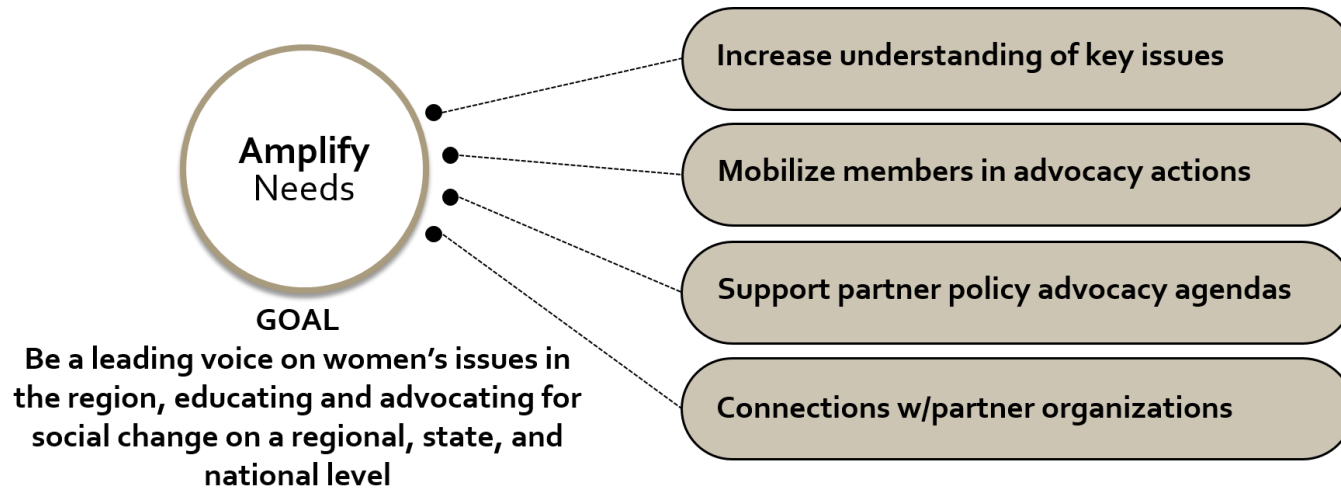 Amplify
Needs
GOAL
Be a leading voice on women’s issues in
the region, educating and advocating for
social change on a regional, state, and
national level
Increase understanding of key issues
Mobilize members in advocacy actions
Support partner policy advocacy agendas
Connections w/partner organizations